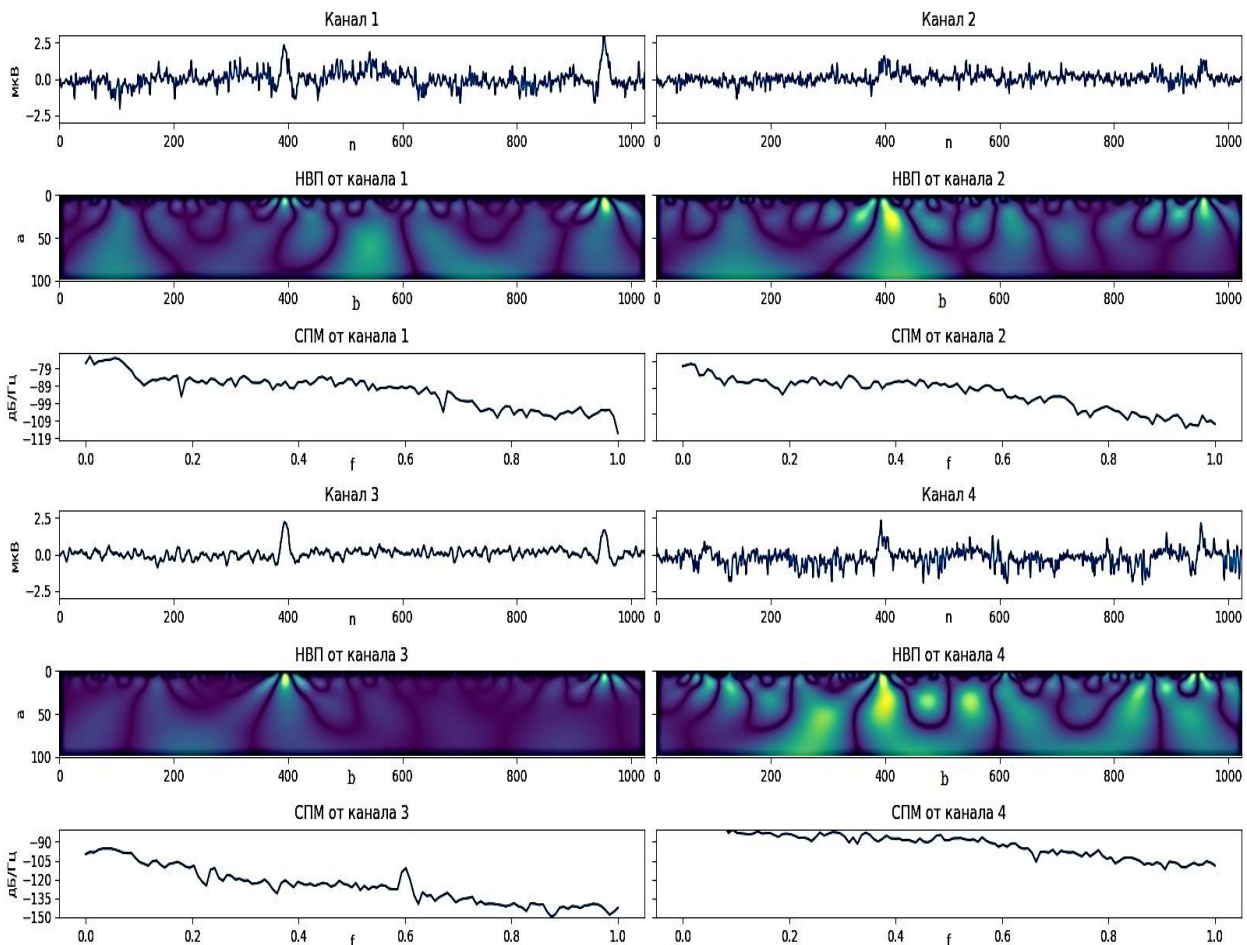 Канал 1 Канал 2
мкВ 2.5 0.0 −2.5
0 200 400 600 800 1000 0 200 400 600 800 1000
n n
НВП от канала 1 НВП от канала 2
a 0 50 100
0 200 400 600 800 1000 0 200 400 600 800 1000
b b
СПМ от канала 1 СПМ от канала 2
дБ/Гц −79 −89 −99 −109 −119
0.0 0.2 0.4 0.6 0.8 1.0 0.0 0.2 0.4 0.6 0.8 1.0
f f
Канал 3 Канал 4
мкВ 2.5 0.0 −2.5
0 200 400 600 800 1000 0 200 400 600 800 1000
n n
НВП от канала 3 НВП от канала 4
a 0 50 100
0 200 400 600 800 1000 0 200 400 600 800 1000
b b
СПМ от канала 3 СПМ от канала 4
дБ/Гц −90 −105 −120 −135 −150
0.0 0.2 0.4 0.6 0.8 1.0 0.0 0.2 0.4 0.6 0.8 1.0
f f